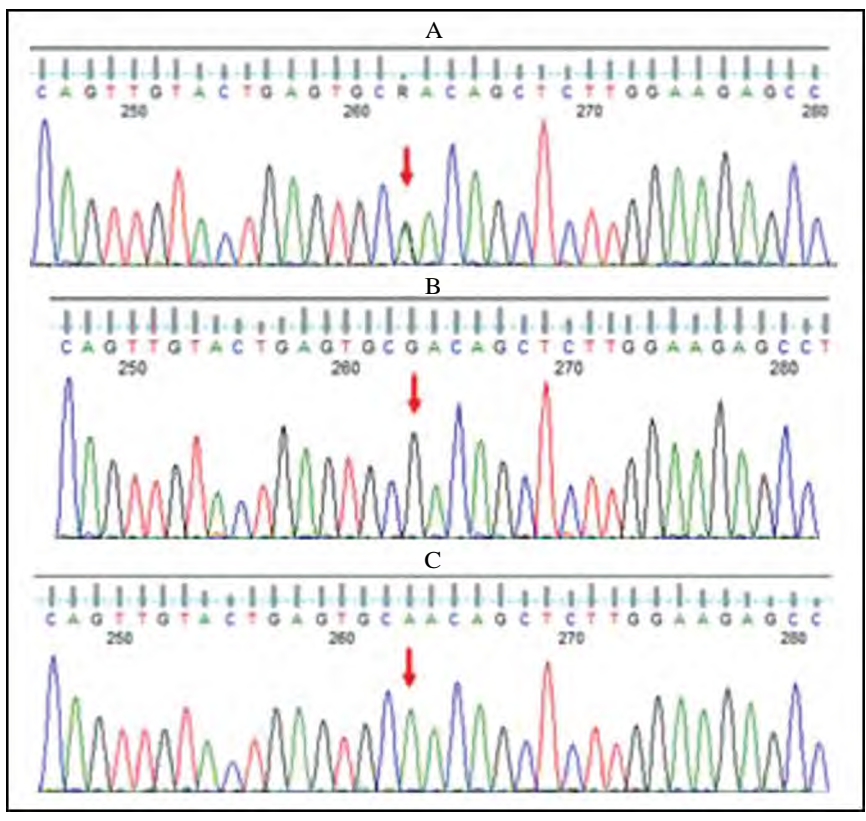 A
CAGTTGTACTGAGTGCRACAGCTCTTGGAAGAGCC
250 260 270 280
B
CAGTTGTACTGAGTGCGACAGCTCTTGGAAGAGCCT
250 260 270 280
C
CAGTTGTACTGAGTGCAACAGCTCTTGGAAGAGCC
250 260 270 280